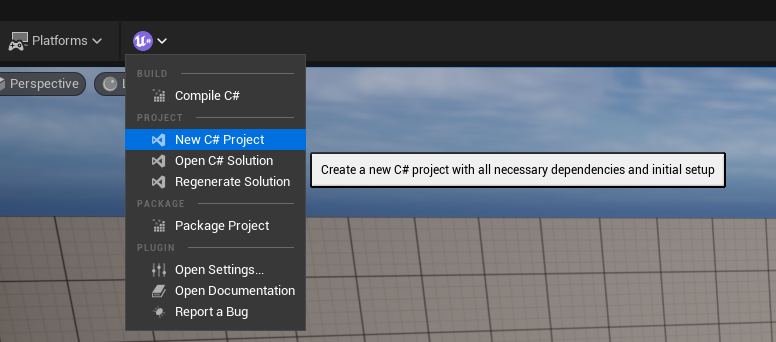 Platforms
Perspective
L
BUILD
Compile C#
PROJECT
New C# Project
Open C# Solution
Create a new C# project with all necessary dependencies and initial setup
Regenerate Solution
PACKAGE
Package Project
PLUGIN
Open Settings...
Open Documentation
Report a Bug